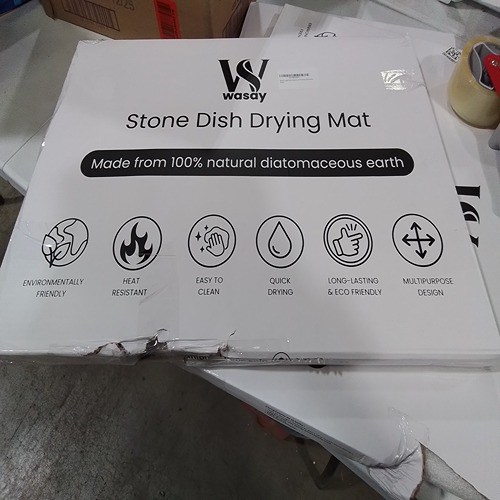 wasay
Stone Dish Drying Mat
Made from 100% natural diatomaceous earth
ENVIRONMENTALLY
FRIENDLY
HEAT
RESISTANT
EASY TO
CLEAN
QUICK
DRYING
LONG-LASTING
& ECO FRIENDLY
MULTIPURPOSE
DESIGN